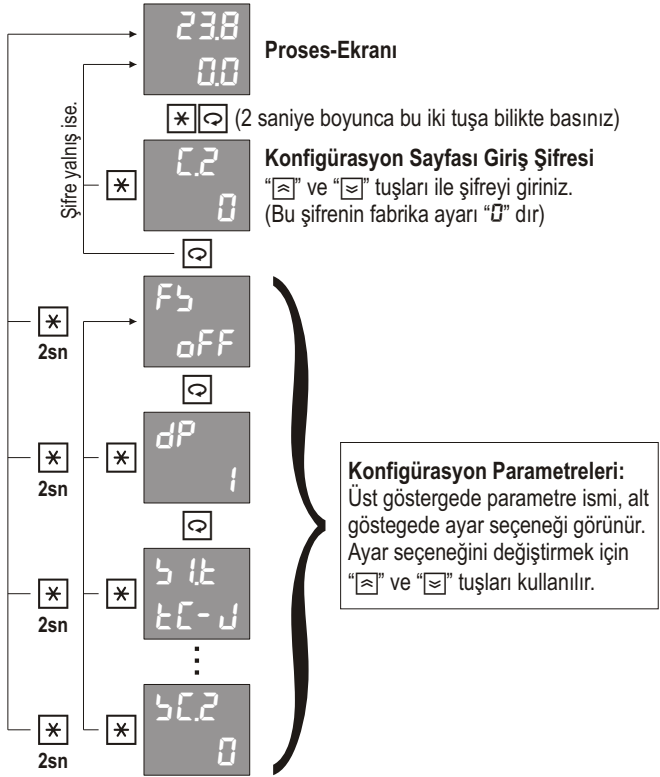 23.8
0.0
Proses-Ekranı
(2 saniye boyunca bu iki tuşa bilikte basınız)
Şifre yalnış ise.
C.2
0
Konfigürasyon Sayfası Giriş Şifresi
“” ve “” tuşları ile şifreyi giriniz.
(Bu şifrenin fabrika ayarı “0” dır)
FS
oFF
2sn
dP
1
2sn
Konfigürasyon Parametreleri:
Üst göstergede parametre ismi, alt
göstegede ayar seçeneği görünür.
Ayar seçeneğini değiştirmek için
“” ve “” tuşları kullanılır.
S1.t
tC-J
2sn
SC.2
0
2sn